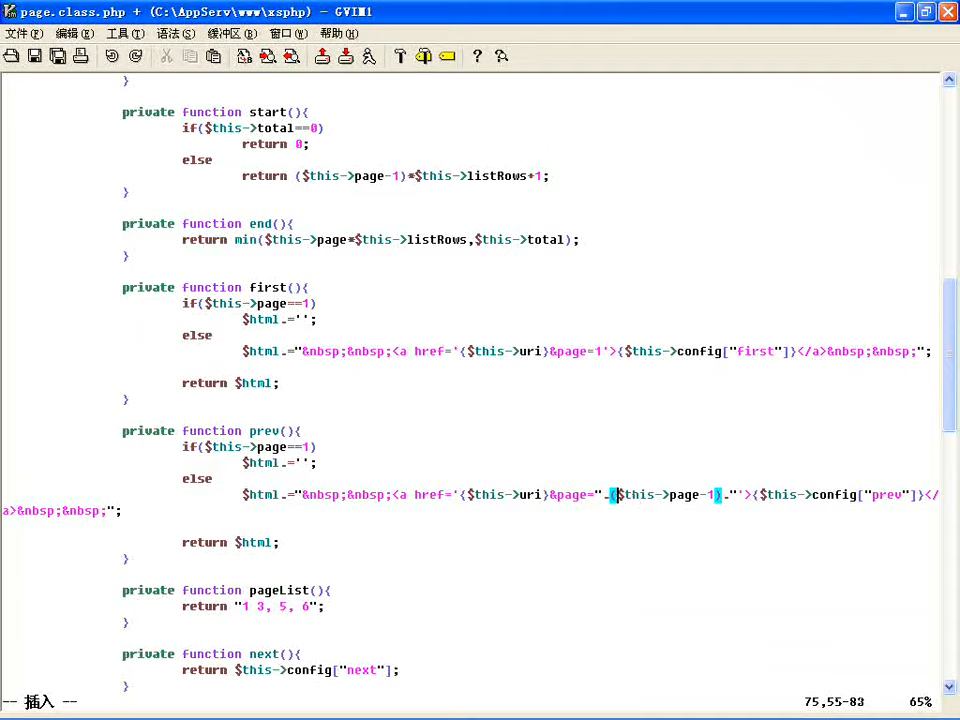 page.class.php + (C:\AppServ\www\xsphp) - GVIM1
文件(F) 编辑(E) 工具(T) 语法(S) 缓冲区(B) 窗口(W) 帮助(H)
}
private function start(){
if($this->total==0)
return 0;
else
return ($this->page-1)*$this->listRows+1;
}
private function end(){
return min($this->page*$this->listRows,$this->total);
}
private function first(){
if($this->page==1)
$html.='';
else
$html.="&nbsp;&nbsp;<a href='{$this->uri}&page=1'>{$this->config["first"]}</a>&nbsp;&nbsp;";
return $html;
}
private function prev(){
if($this->page==1)
$html.='';
else
$html.="&nbsp;&nbsp;<a href='{$this->uri}&page=".($this->page-1)."'>{$this->config["prev"]}</
a>&nbsp;&nbsp;";
return $html;
}
private function pageList(){
return "1 3, 5, 6";
}
private function next(){
return $this->config["next"];
}
-- 插入 -- 75,55-83 65%